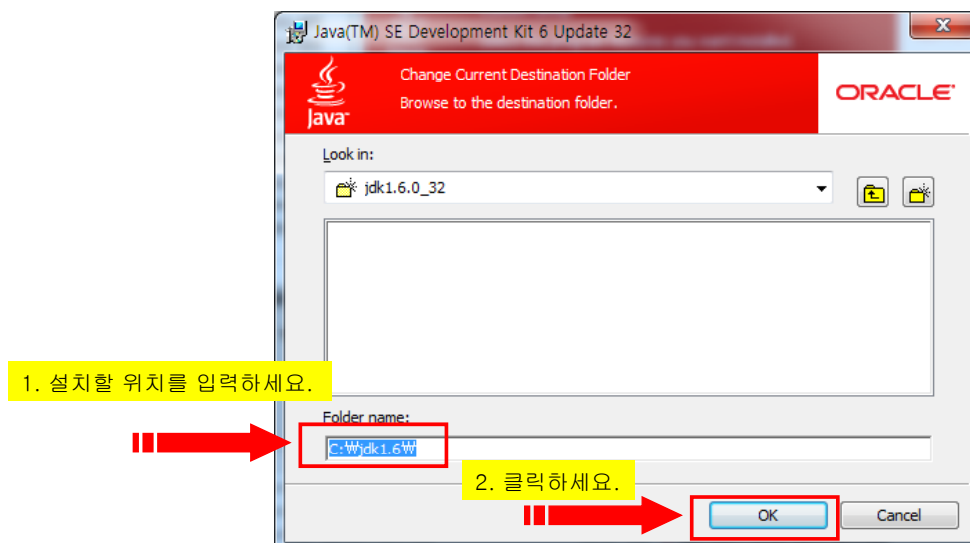 Java(TM) SE Development Kit 6 Update 32
Change Current Destination Folder
Browse to the destination folder.
Java™
ORACLE®
Look in:
jdk1.6.0_32
1. 설치할 위치를 입력하세요.
Folder name:
C:₩jdk1.6₩
2. 클릭하세요.
OK
Cancel